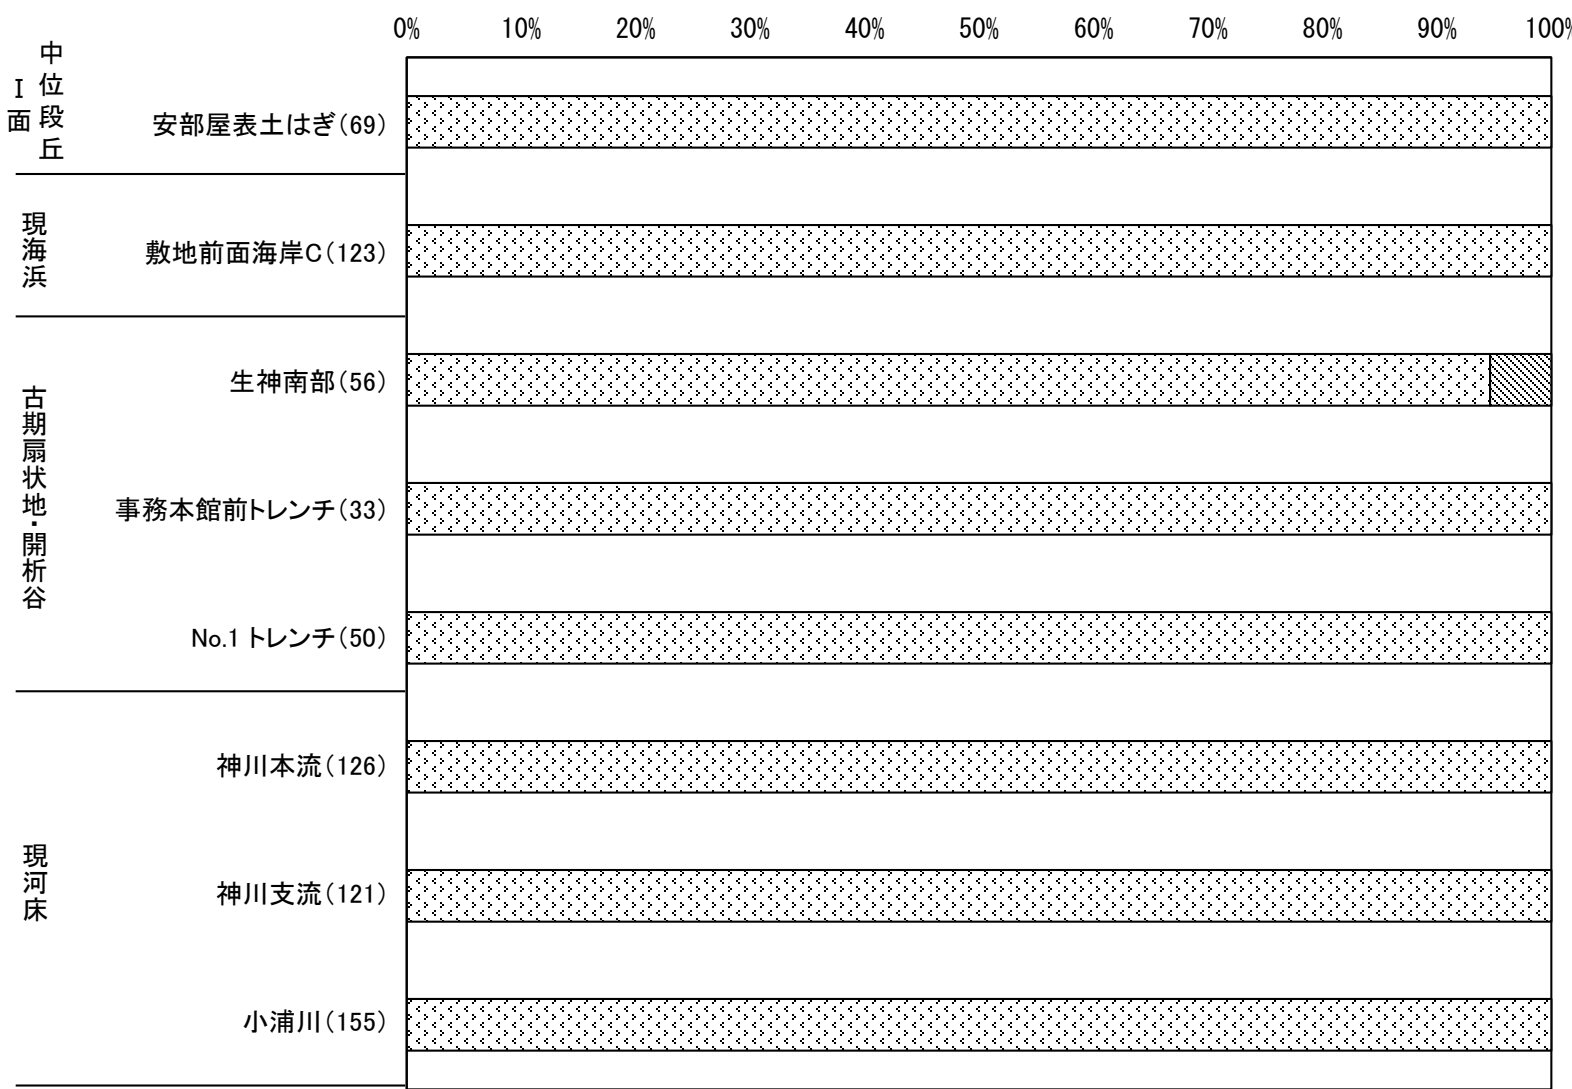 0% 10% 20% 30% 40% 50% 60% 70% 80% 90% 100%
中位段丘
Ⅰ面
安部屋表土はぎ(69)
現海浜
敷地前面海岸C(123)
古期扇状地・開析谷
生神南部(56)
事務本館前トレンチ(33)
No.1 トレンチ(50)
現河床
神川本流(126)
神川支流(121)
小浦川(155)